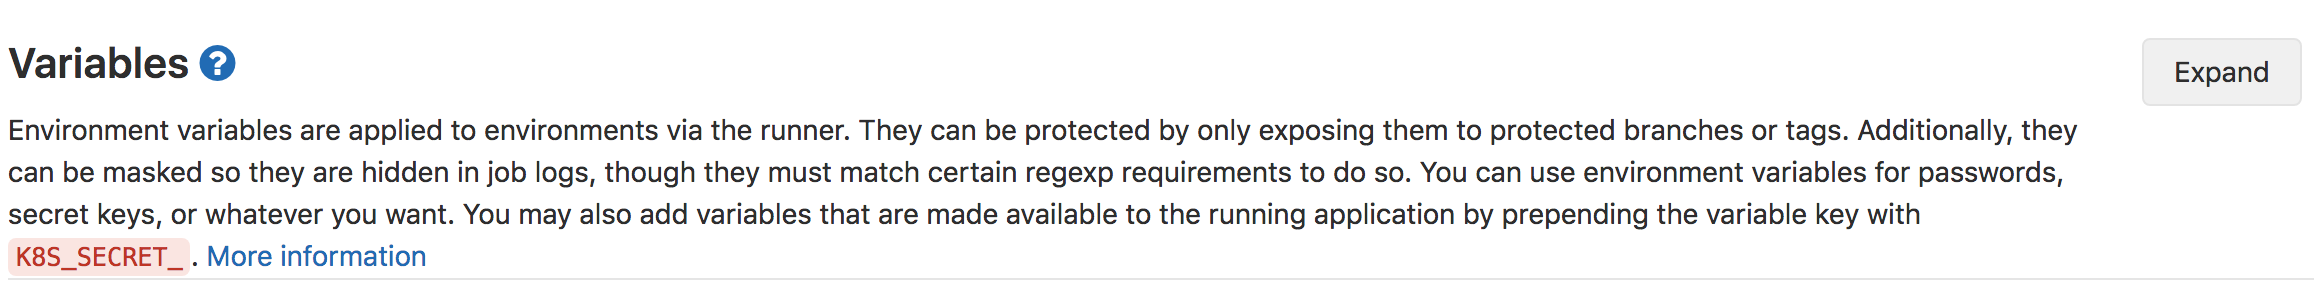 Variables ?
Expand
Environment variables are applied to environments via the runner. They can be protected by only exposing them to protected branches or tags. Additionally, they
can be masked so they are hidden in job logs, though they must match certain regexp requirements to do so. You can use environment variables for passwords,
secret keys, or whatever you want. You may also add variables that are made available to the running application by prepending the variable key with
K8S_SECRET_ . More information